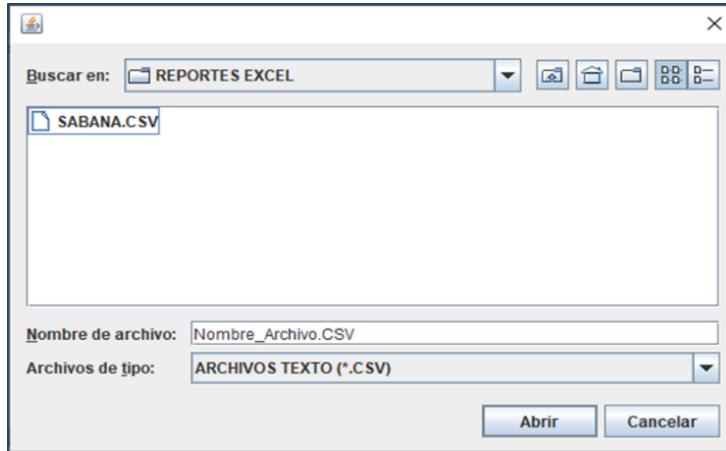 Buscar en: REPORTES EXCEL
SABANA.CSV
Nombre de archivo: Nombre_Archivo.CSV
Archivos de tipo: ARCHIVOS TEXTO (*.CSV)
Abrir Cancelar